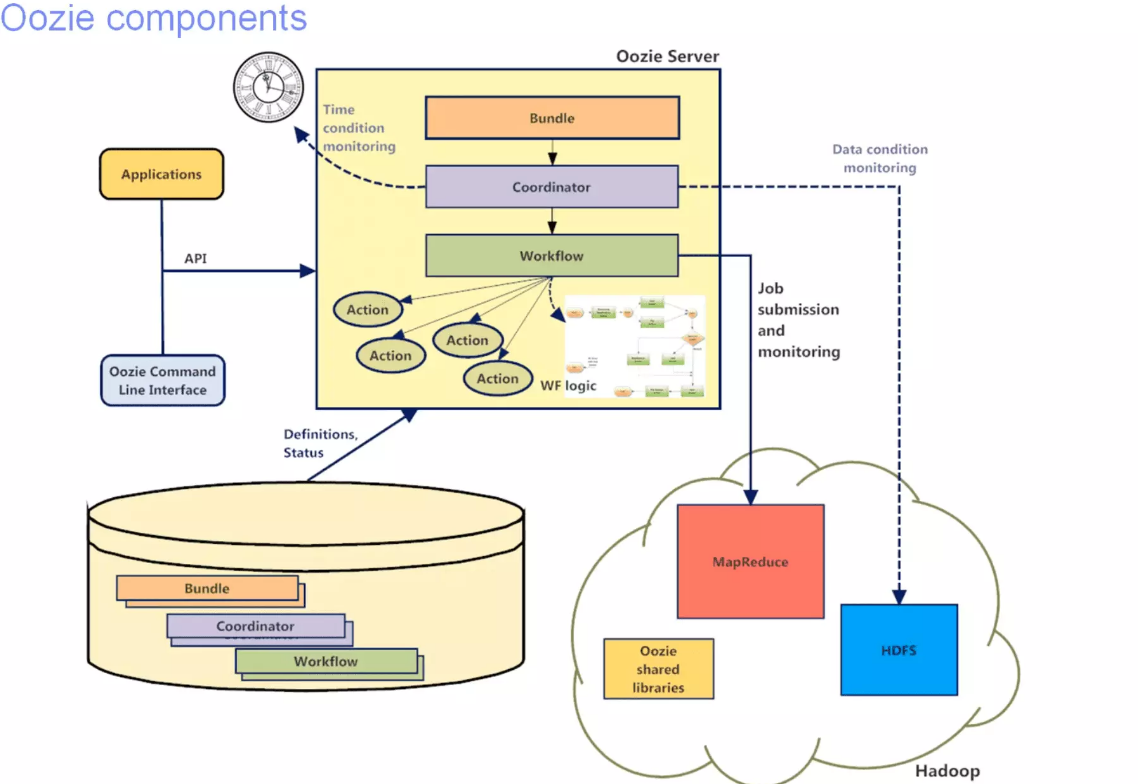 Oozie components
Oozie Server
Time
condition
monitoring
Bundle
Data condition
monitoring
Applications
Coordinator
API
Workflow
Action
Action
Action
Action
WF logic
Job
submission
and
monitoring
Oozie Command
Line Interface
Definitions,
Status
Bundle
Coordinator
Workflow
MapReduce
Oozie
shared
libraries
HDFS
Hadoop